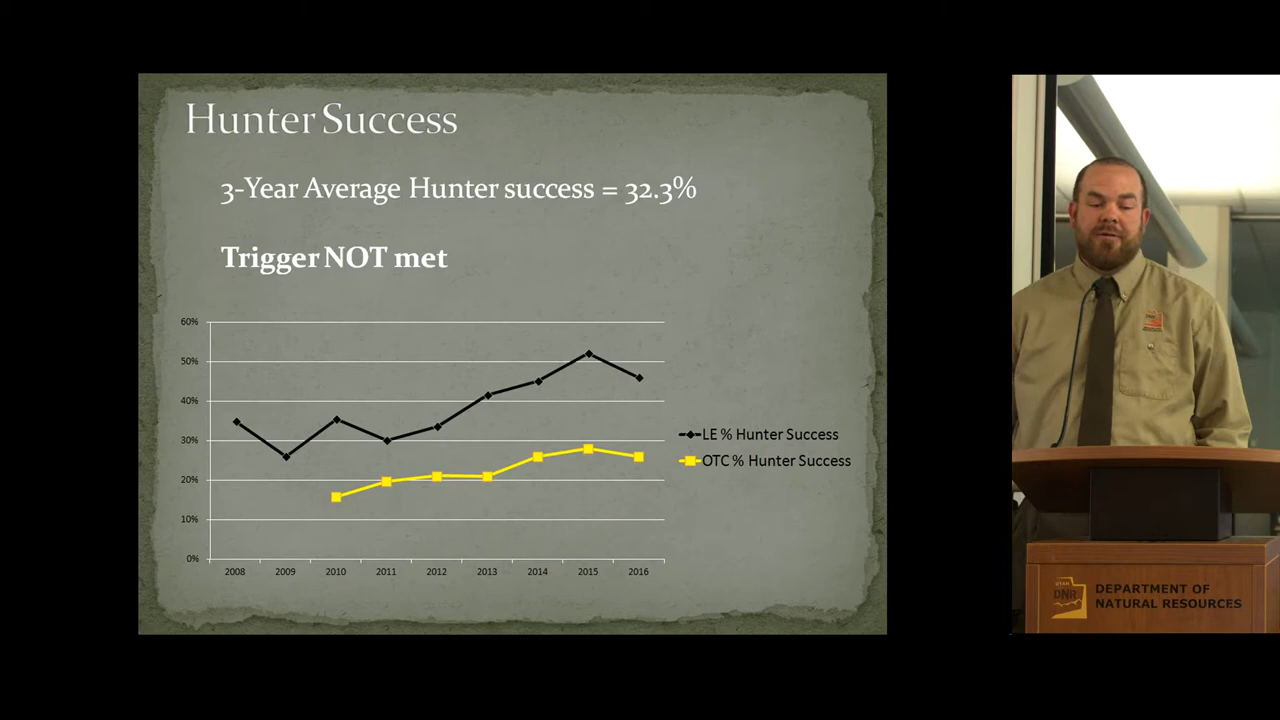 Hunter Success
3-Year Average Hunter success = 32.3%
Trigger NOT met
60%
50%
40%
30%
20%
10%
0%
2008 2009 2010 2011 2012 2013 2014 2015 2016
LE % Hunter Success
OTC % Hunter Success
UTAH
DNR
DEPARTMENT OF
NATURAL RESOURCES